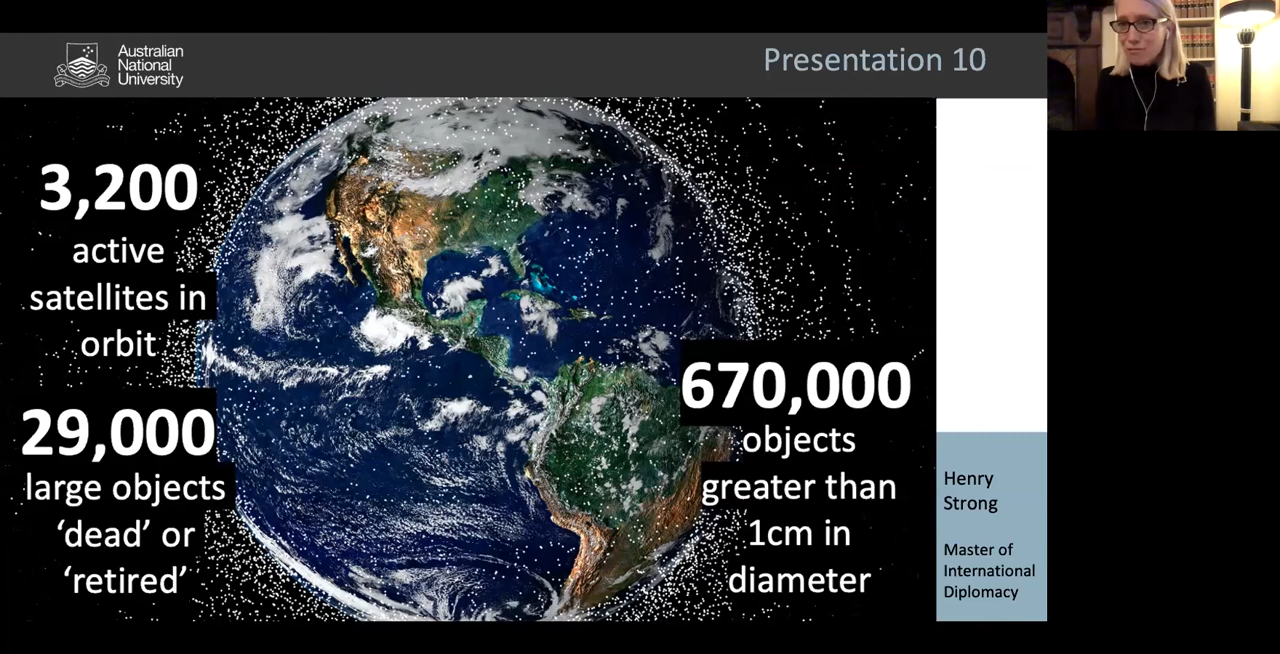 Australian
National
University
Presentation 10
3,200
active
satellites in
orbit
29,000
large objects
‘dead’ or
‘retired’
670,000
objects
greater than
1cm in
diameter
Henry
Strong
Master of
International
Diplomacy